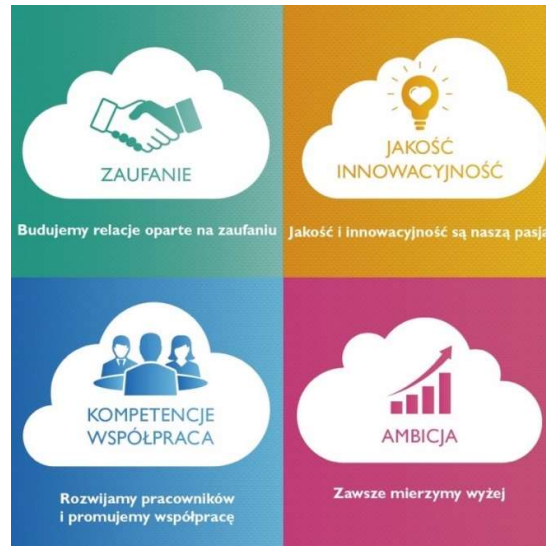 ZAUFANIE
Budujemy relacje oparte na zaufaniu
JAKOŚĆ
INNOWACYJNOŚĆ
Jakość i innowacyjność są naszą pasją
KOMPETENCJE
WSPÓŁPRACA
Rozwijamy pracowników
i promujemy współpracę
AMBICJA
Zawsze mierzymy wyżej